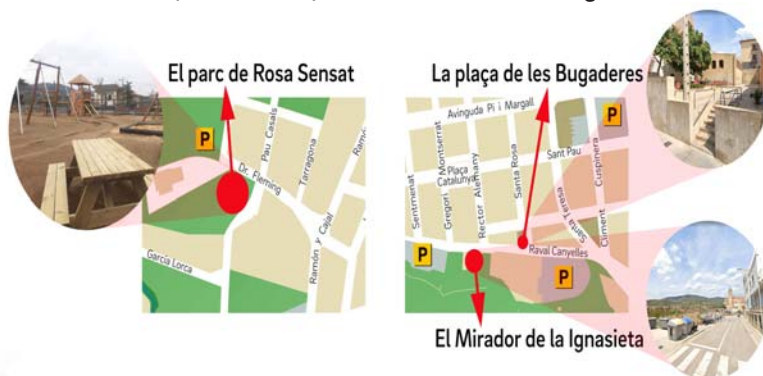 El parc de Rosa Sensat
La plaça de les Bugaderes
P
Pau Casals
Tarragona
Dr. Fleming
Ramón y Cajal
García Lorca
Avinguda Pi i Margall
P
Sentmenat
Gregori Montserrat
Plaça Catalunya
Rector Alemany
Santa Rosa
Sant Pau
Santa Teresa
Climent Cuspinera
Raval Canyelles
P
P
El Mirador de la Ignasieta